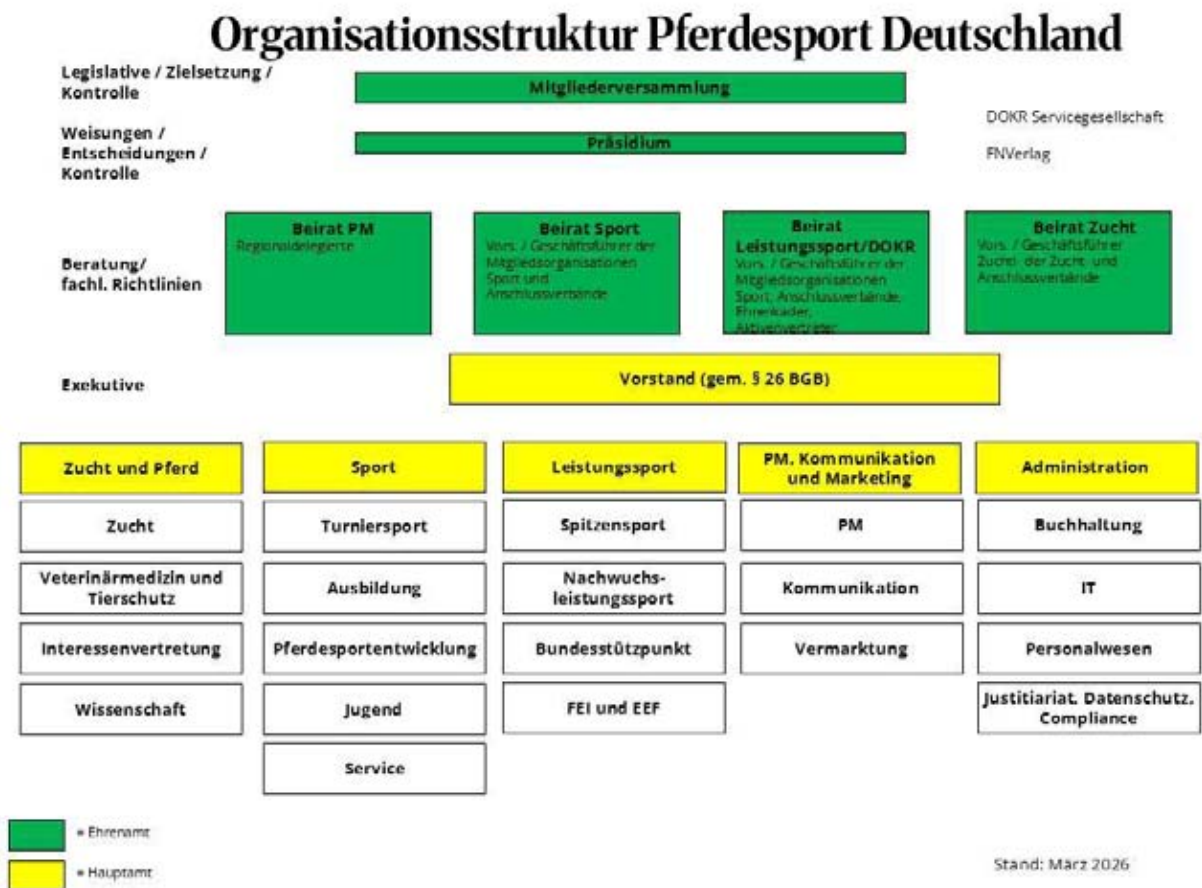 Organisationsstruktur Pferdesport Deutschland
Legislative / Zielsetzung /
Kontrolle
Mitgliederversammlung
DOKR Servicegesellschaft
Weisungen /
Entscheidungen /
Kontrolle
Präsidium
FNVerlag
Beratung/
fachl. Richtlinien
Beirat PM
Regionaldelegierte
Beirat Sport
Vors. / Geschäftsführer der
Mitgliedsorganisationen
Sport und
Anschlussverbände
Beirat
Leistungssport/DOKR
Vors. / Geschäftsführer der
Mitgliedsorganisationen
Sport, Anschlussverbände,
Ehrenkader,
Aktivenvertreter
Beirat Zucht
Vors. / Geschäftsführer
der Zucht- und
Anschlussverbände
Exekutive
Vorstand (gem. § 26 BGB)
Zucht und Pferd
Zucht
Veterinärmedizin und
Tierschutz
Interessenvertretung
Wissenschaft
Sport
Turniersport
Ausbildung
Pferdesportentwicklung
Jugend
Service
Leistungssport
Spitzensport
Nachwuchs-
leistungssport
Bundesstützpunkt
FEI und EEF
PM, Kommunikation
und Marketing
PM
Kommunikation
Vermarktung
Administration
Buchhaltung
IT
Personalwesen
Justitiariat, Datenschutz,
Compliance
= Ehrenamt
= Hauptamt
Stand: März 2026